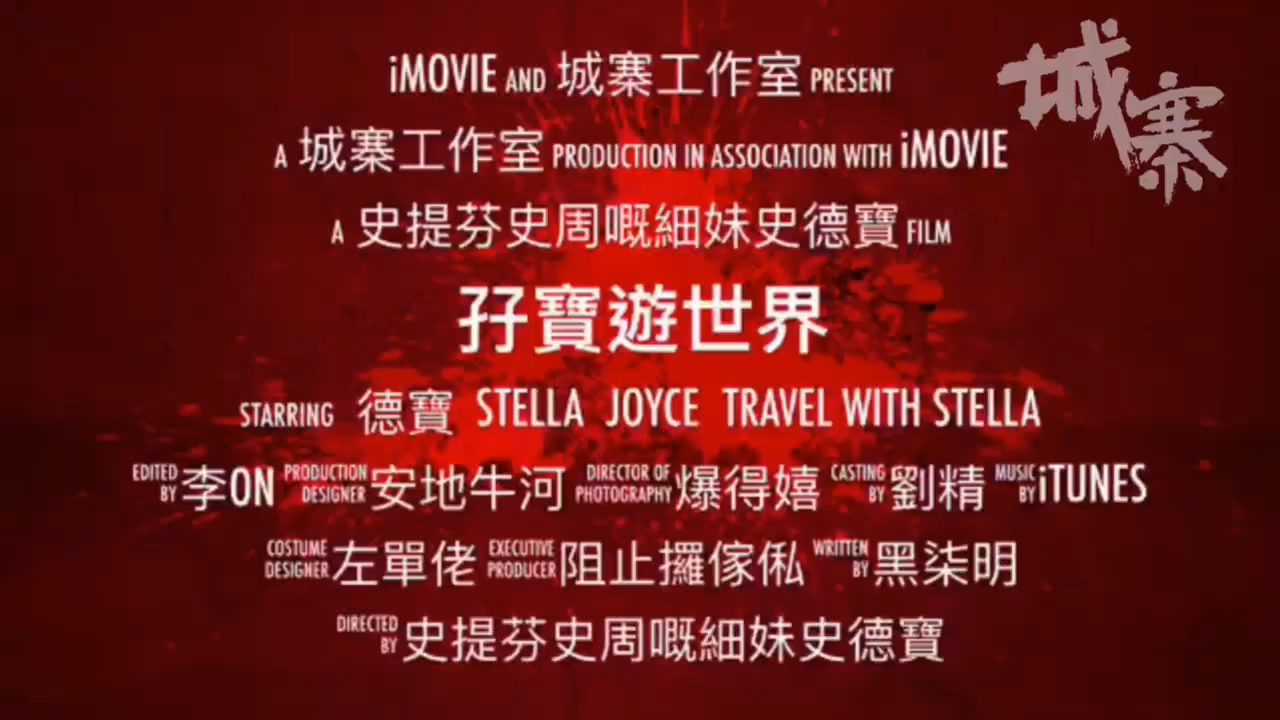 iMOVIE AND 城寨工作室 PRESENT
城寨
A 城寨工作室 PRODUCTION IN ASSOCIATION WITH iMOVIE
A 史提芬史周嘅細妹史德寶 FILM
孖寶遊世界
STARRING 德寶 STELLA JOYCE TRAVEL WITH STELLA
EDITED BY 李ON PRODUCTION DESIGNER 安地牛河 DIRECTOR OF PHOTOGRAPHY 爆得嬉 CASTING BY 劉精 MUSIC BY iTUNES
COSTUME DESIGNER 左單佬 EXECUTIVE PRODUCER 阻止攞傢俬 WRITTEN BY 黑柒明
DIRECTED BY 史提芬史周嘅細妹史德寶